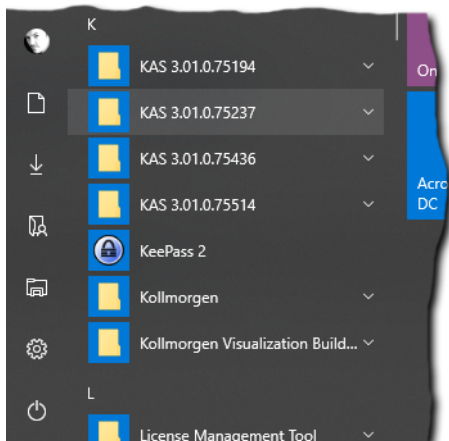 K
KAS 3.01.0.75194
KAS 3.01.0.75237
KAS 3.01.0.75436
KAS 3.01.0.75514
KeePass 2
Kollmorgen
Kollmorgen Visualization Build...
L
License Management Tool
On
Acro
DC